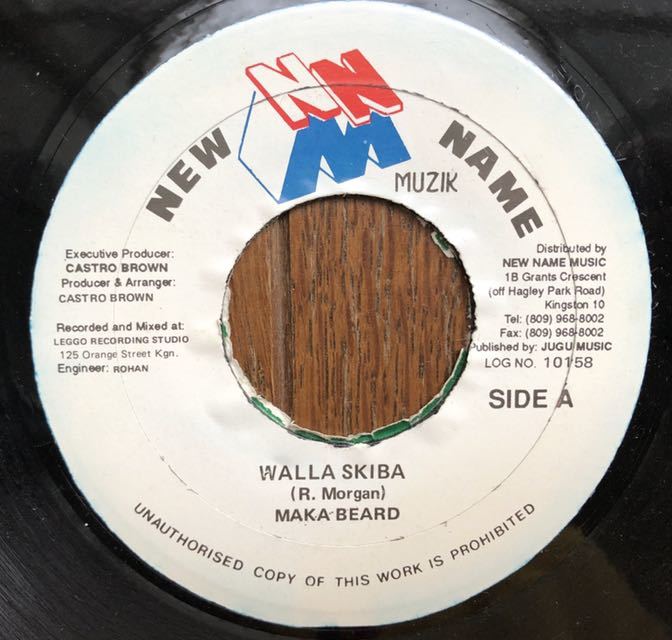 NNM
NEW NAME
MUZIK
Executive Producer:
CASTRO BROWN
Producer & Arranger:
CASTRO BROWN
Recorded and Mixed at:
LEGGO RECORDING STUDIO
125 Orange Street Kgn.
Engineer: ROHAN
Distributed by
NEW NAME MUSIC
1B Grants Crescent
(off Hagley Park Road)
Kingston 10
Tel: (809) 968-8002
Fax: (809) 968-8002
Published by: JUGU MUSIC
LOG NO. 10158
SIDE A
WALLA SKIBA
(R. Morgan)
MAKA BEARD
UNAUTHORISED COPY OF THIS WORK IS PROHIBITED